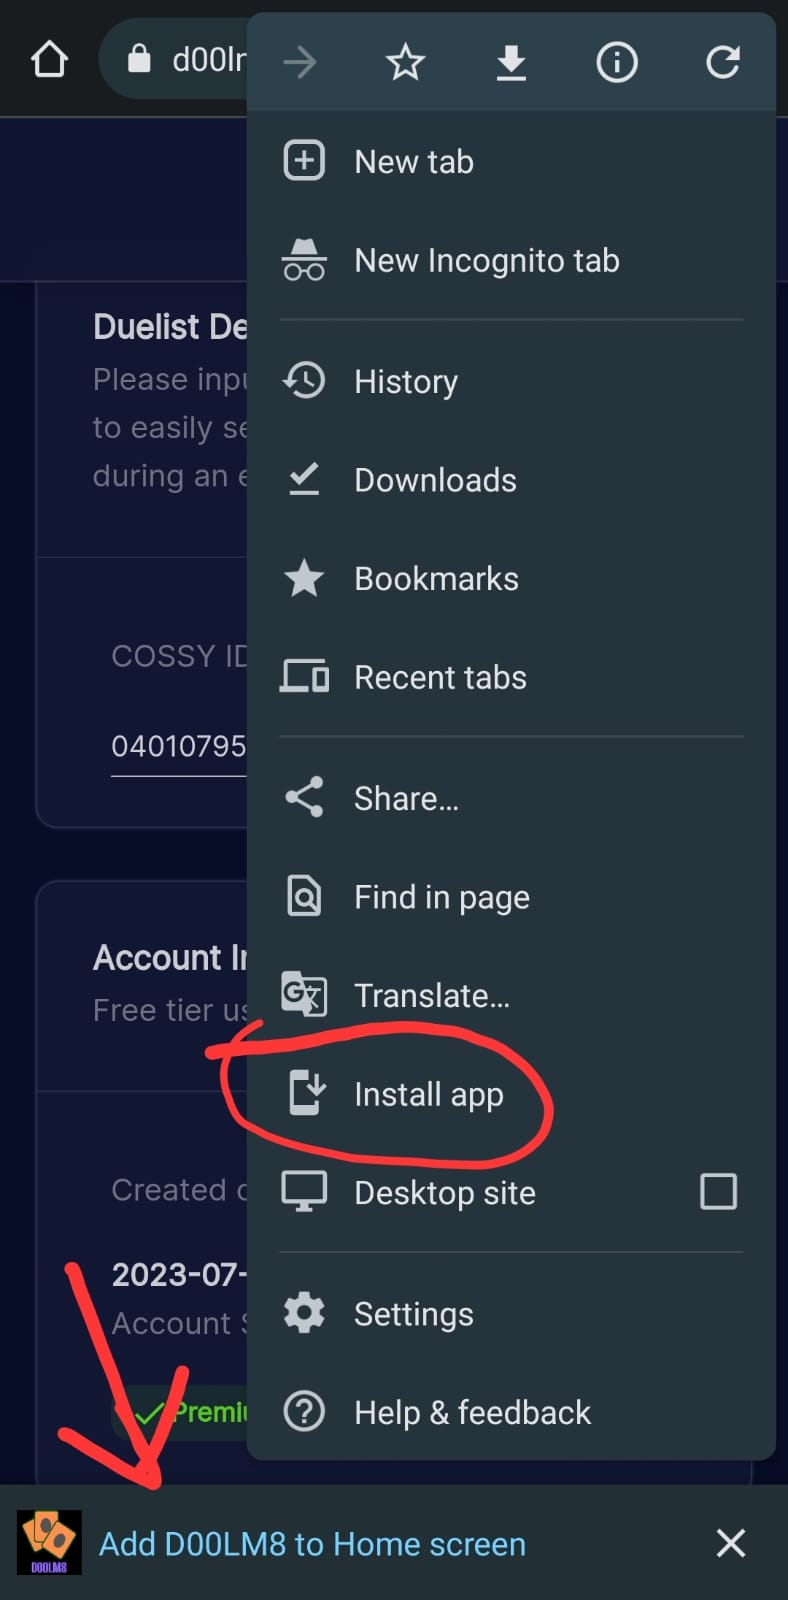 d00ln
New tab
New Incognito tab
History
Downloads
Bookmarks
Recent tabs
Share...
Find in page
Translate...
Install app
Desktop site
Settings
Help & feedback
Duelist De
Please inpu
to easily se
during an e
COSSY ID
04010795
Account In
Free tier us
Created o
2023-07-
Account S
Premiu
D00LM8
Add D00LM8 to Home screen